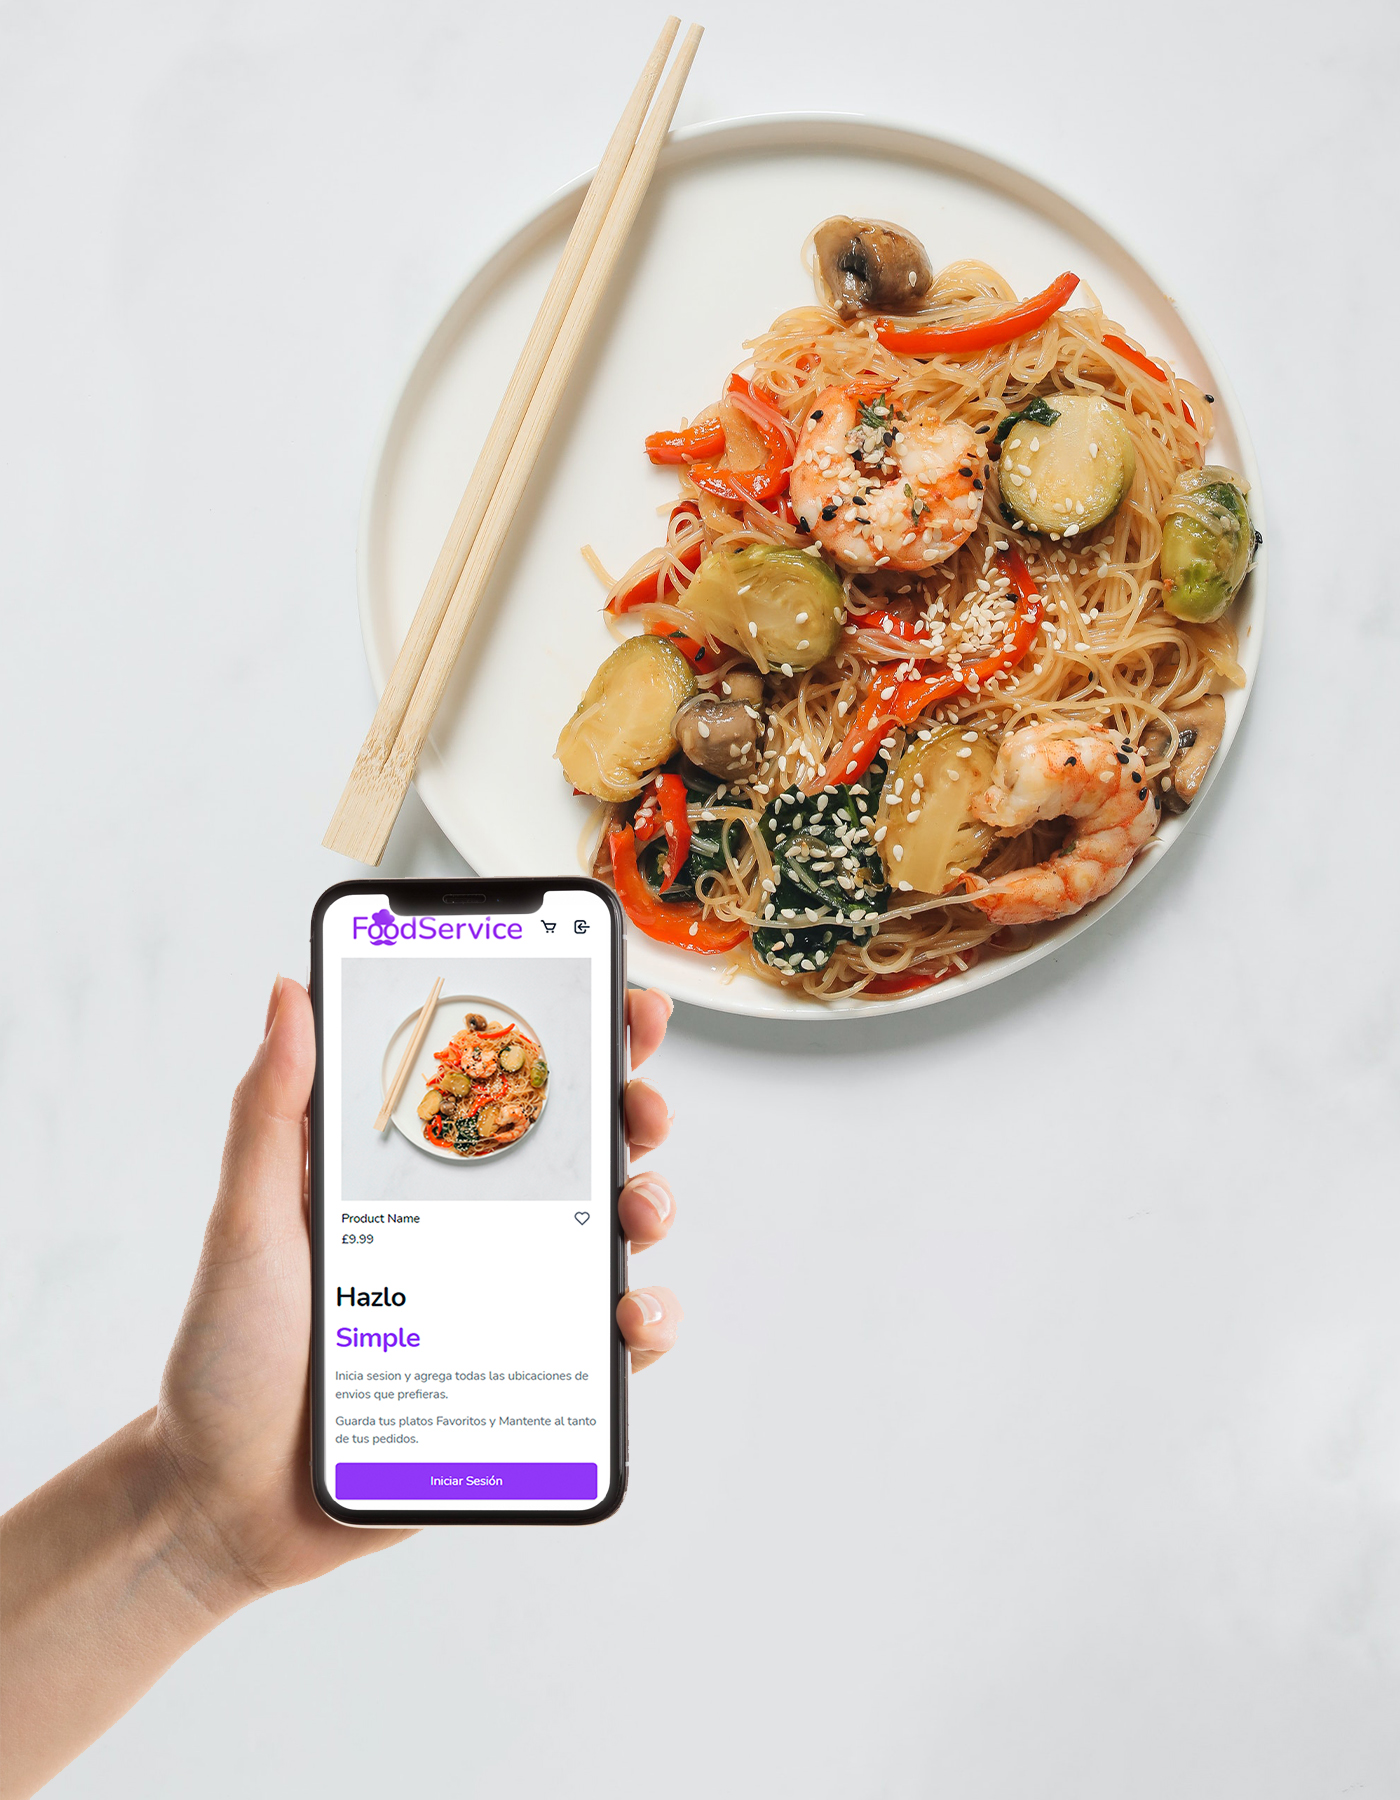 FoodService
Product Name
£9.99
Hazlo
Simple
Inicia sesion y agrega todas las ubicaciones de
envios que prefieras.
Guarda tus platos Favoritos y Mantente al tanto
de tus pedidos.
Iniciar Sesión